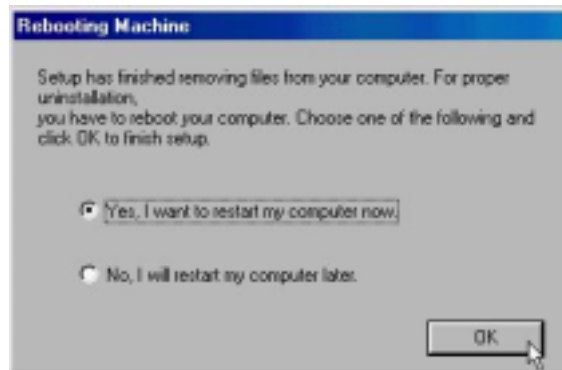 Rebooting Machine
Setup has finished removing files from your computer. For proper
uninstallation,
you have to reboot your computer. Choose one of the following and
click OK to finish setup.
Yes, I want to restart my computer now.
No, I will restart my computer later.
OK